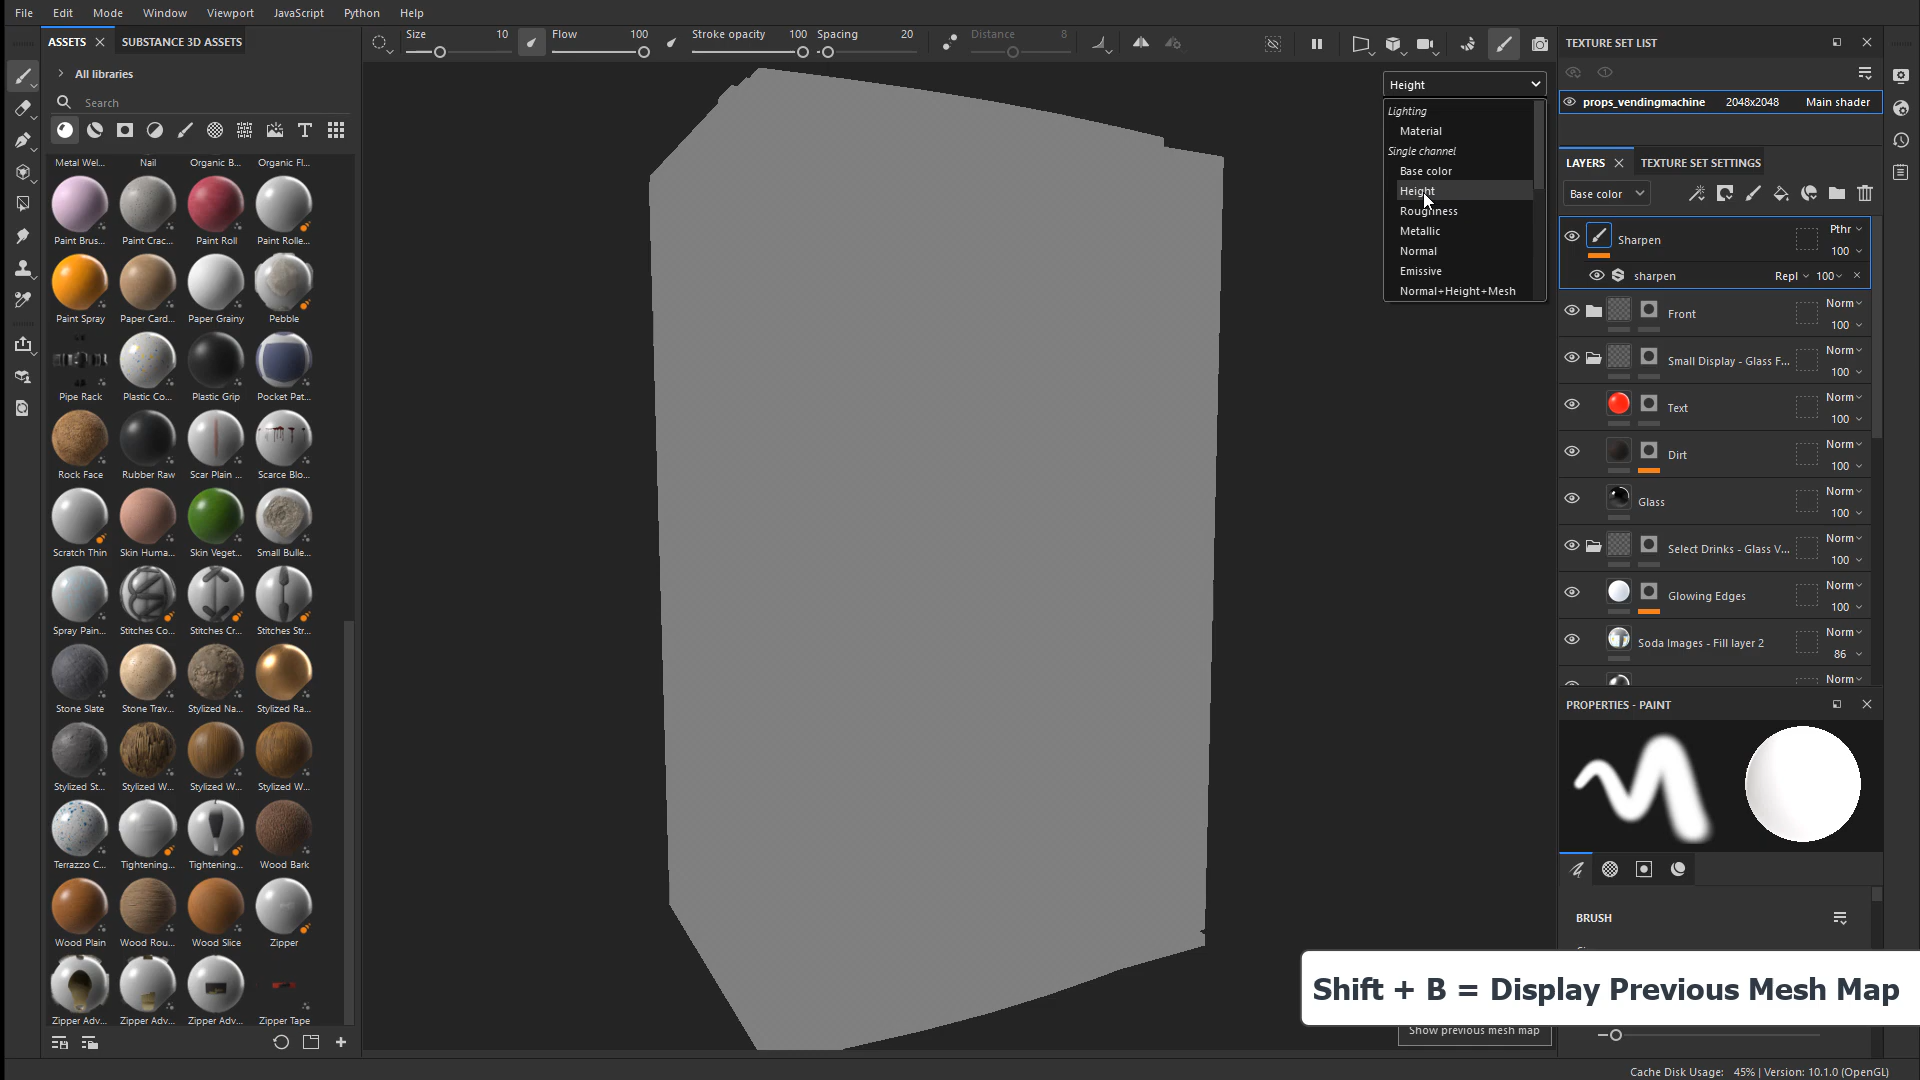 File Edit Mode Window Viewport JavaScript Python Help
ASSETS SUBSTANCE 3D ASSETS
Size 10 Flow 100 Stroke opacity 100 Spacing 20 Distance 8
All libraries
Search
Metal Wel... Nail Organic B... Organic Fl...
Paint Brus... Paint Crac... Paint Roll Paint Rolle...
Paint Spray Paper Card... Paper Grainy Pebble
Pipe Rack Plastic Co... Plastic Grip Pocket Pat...
Rock Face Rubber Raw Scar Plain ... Scarce Blo...
Scratch Thin Skin Huma... Skin Veget... Small Bulle...
Spray Pain... Stitches Co... Stitches Cr... Stitches Str...
Stone Slate Stone Trav... Stylized Na... Stylized Ra...
Stylized St... Stylized W... Stylized W... Stylized W...
Terrazzo C... Tightening... Tightening... Wood Bark
Wood Plain Wood Rou... Wood Slice Zipper
Zipper Adv... Zipper Adv... Zipper Adv... Zipper Tape
Height
Lighting
Material
Single channel
Base color
Height
Roughness
Metallic
Normal
Emissive
Normal+Height+Mesh
TEXTURE SET LIST
props_vendingmachine 2048x2048 Main shader
LAYERS TEXTURE SET SETTINGS
Base color
Sharpen Pthr 100
sharpen Repl 100
Front Norm 100
Small Display - Glass F... Norm 100
Text Norm 100
Dirt Norm 100
Glass Norm 100
Select Drinks - Glass V... Norm 100
Glowing Edges Norm 100
Soda Images - Fill layer 2 Norm 86
Norm
PROPERTIES - PAINT
BRUSH
Shift + B = Display Previous Mesh Map
Show previous mesh map
Cache Disk Usage: 45% | Version: 10.1.0 (OpenGL)